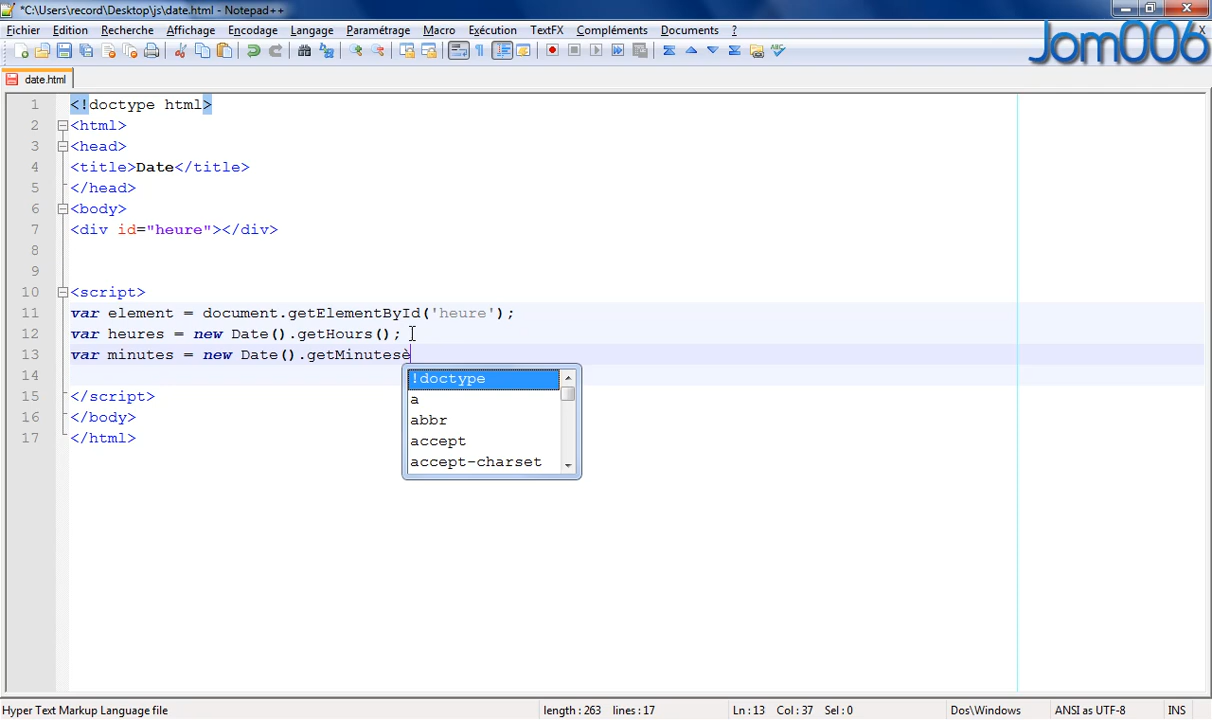 *C:\Users\record\Desktop\js\date.html - Notepad++
Fichier Edition Recherche Affichage Encodage Langage Paramétrage Macro Exécution TextFX Compléments Documents ? X
Jom006
date.html
1 <!doctype html>
2 <html>
3 <head>
4 <title>Date</title>
5 </head>
6 <body>
7 <div id="heure"></div>
8
9
10 <script>
11 var element = document.getElementById('heure');
12 var heures = new Date().getHours();
13 var minutes = new Date().getMinutesè
14
!doctype
a
15 </script>
16 </body>
abbr
17 </html>
accept
accept-charset
Hyper Text Markup Language file length : 263 lines : 17 Ln : 13 Col : 37 Sel : 0 Dos\Windows ANSI as UTF-8 INS